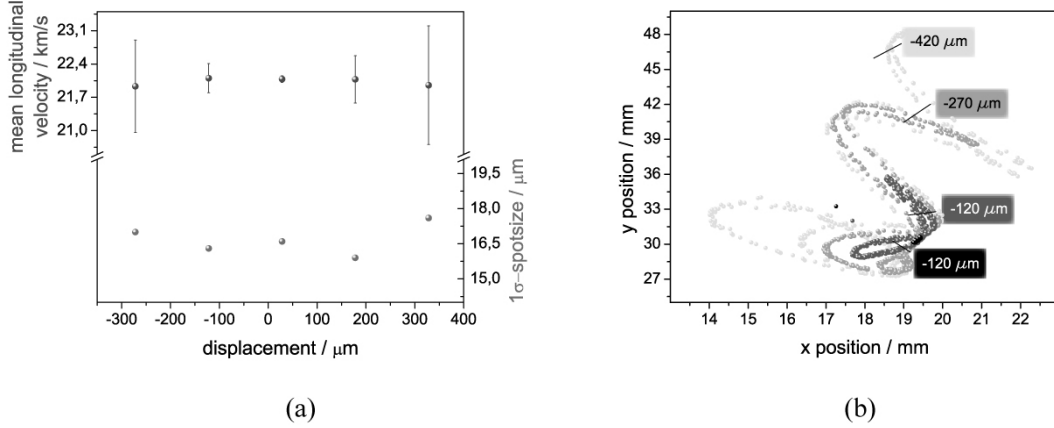 mean longitudinal
velocity / km/s
23,1
22,4
21,7
21,0
19,5
18,0
16,5
15,0
1σ–spotsize / μm
-300 -200 -100 0 100 200 300 400
displacement / μm
(a)
y position / mm
48
45
42
39
36
33
30
27
-420 μm
-270 μm
-120 μm
-120 μm
14 15 16 17 18 19 20 21 22
x position / mm
(b)